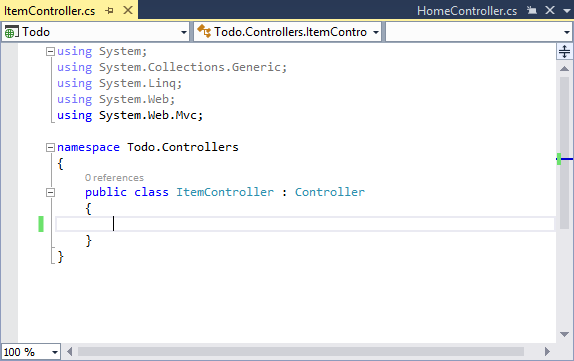 ItemController.cs HomeController.cs
Todo Todo.Controllers.ItemContro
using System;
using System.Collections.Generic;
using System.Linq;
using System.Web;
using System.Web.Mvc;
namespace Todo.Controllers
{
0 references
public class ItemController : Controller
{
}
}
100 %